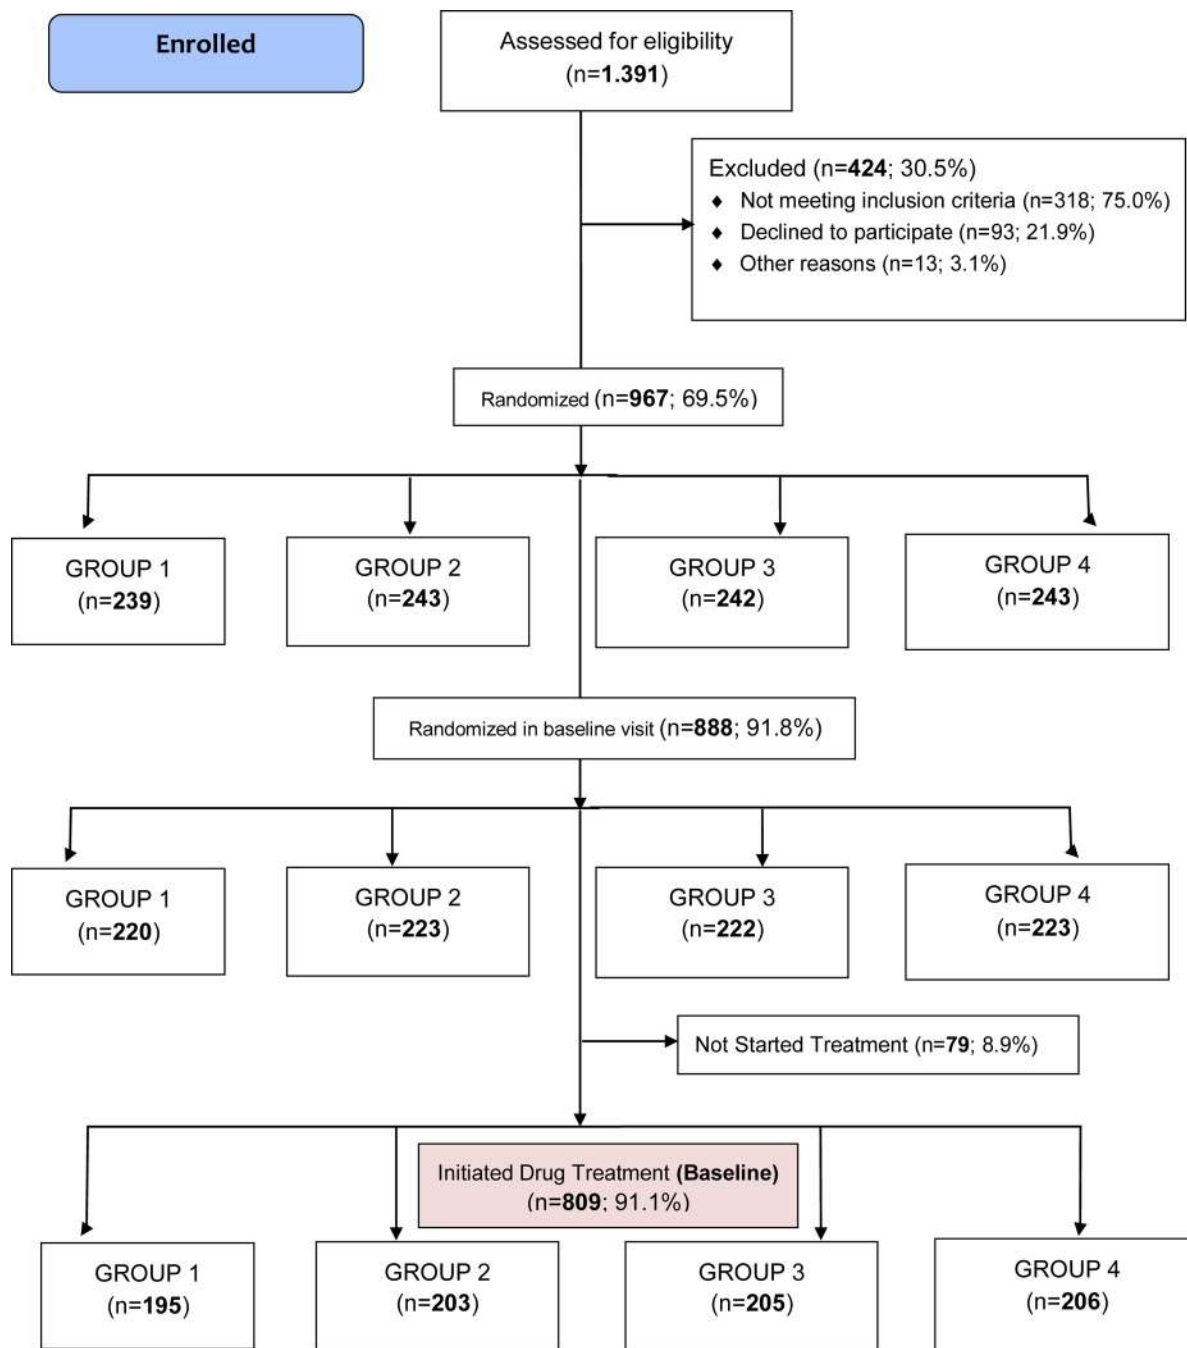 Enrolled
Assessed for eligibility
(n=1.391)
Excluded (n=424; 30.5%)
♦ Not meeting inclusion criteria (n=318; 75.0%)
♦ Declined to participate (n=93; 21.9%)
♦ Other reasons (n=13; 3.1%)
Randomized (n=967; 69.5%)
GROUP 1
(n=239)
GROUP 2
(n=243)
GROUP 3
(n=242)
GROUP 4
(n=243)
Randomized in baseline visit (n=888; 91.8%)
GROUP 1
(n=220)
GROUP 2
(n=223)
GROUP 3
(n=222)
GROUP 4
(n=223)
Not Started Treatment (n=79; 8.9%)
Initiated Drug Treatment (Baseline)
(n=809; 91.1%)
GROUP 1
(n=195)
GROUP 2
(n=203)
GROUP 3
(n=205)
GROUP 4
(n=206)